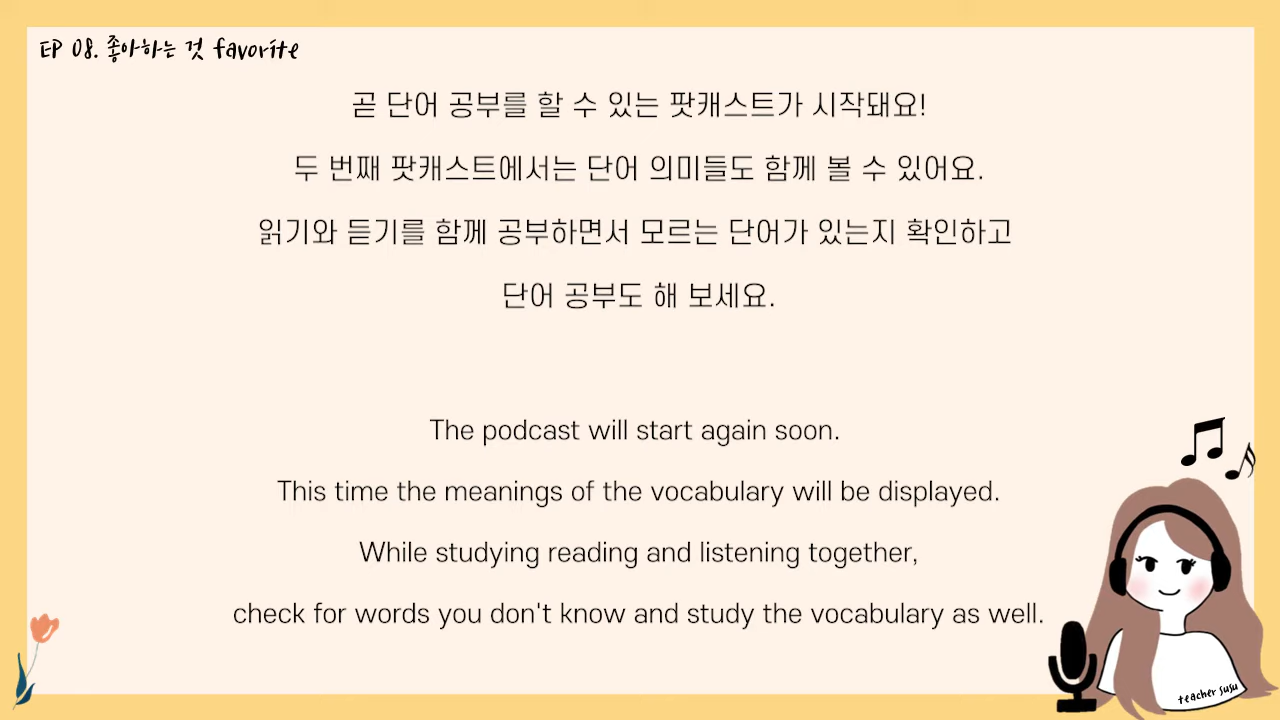 EP 08. 좋아하는 것 favorite
곧 단어 공부를 할 수 있는 팟캐스트가 시작돼요!
두 번째 팟캐스트에서는 단어 의미들도 함께 볼 수 있어요.
읽기와 듣기를 함께 공부하면서 모르는 단어가 있는지 확인하고
단어 공부도 해 보세요.
The podcast will start again soon.
This time the meanings of the vocabulary will be displayed.
While studying reading and listening together,
check for words you don't know and study the vocabulary as well.
teacher susu